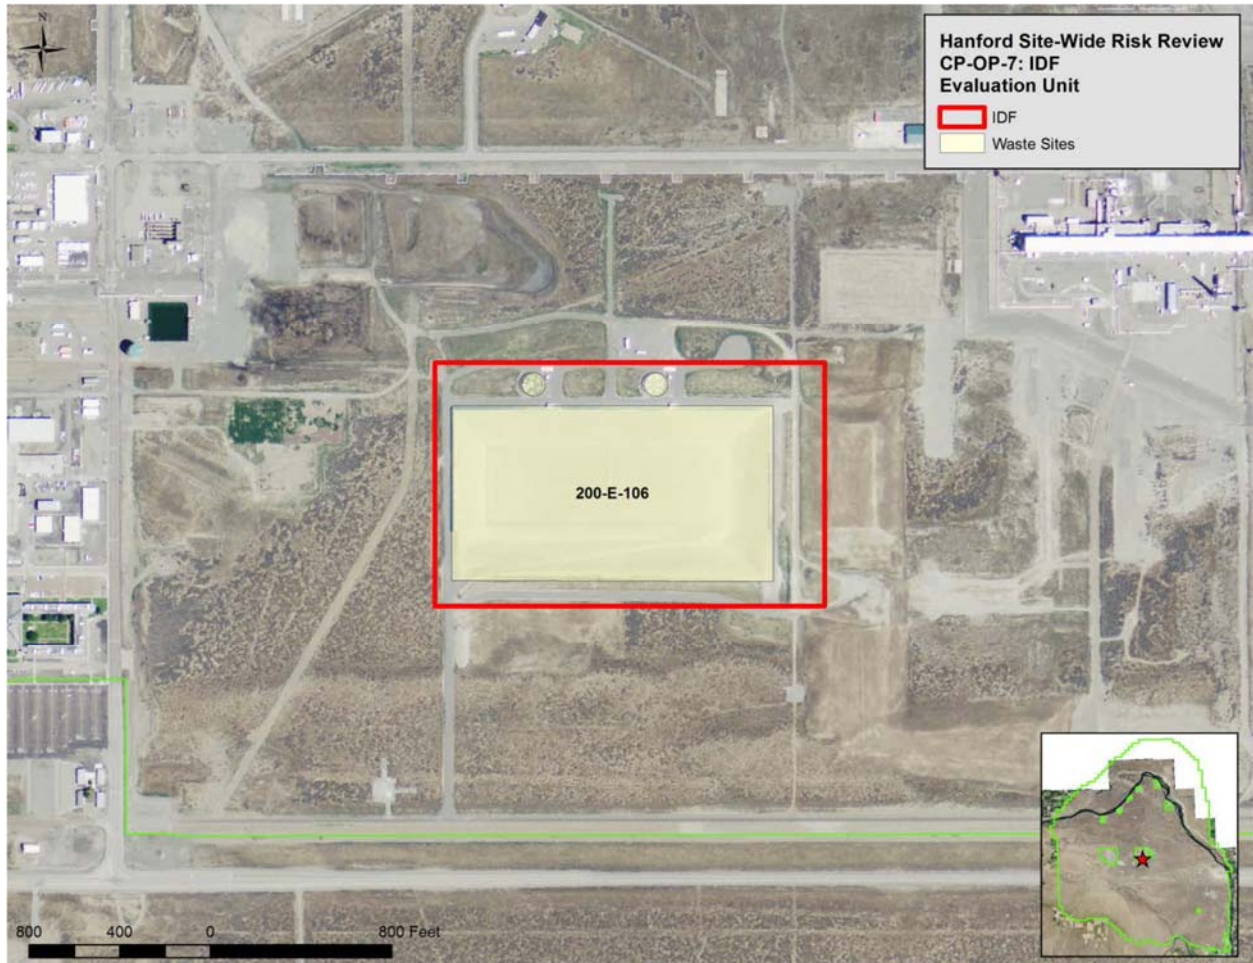 N
Hanford Site-Wide Risk Review
CP-OP-7: IDF
Evaluation Unit
IDF
Waste Sites
200-E-106
800 400 0 800 Feet